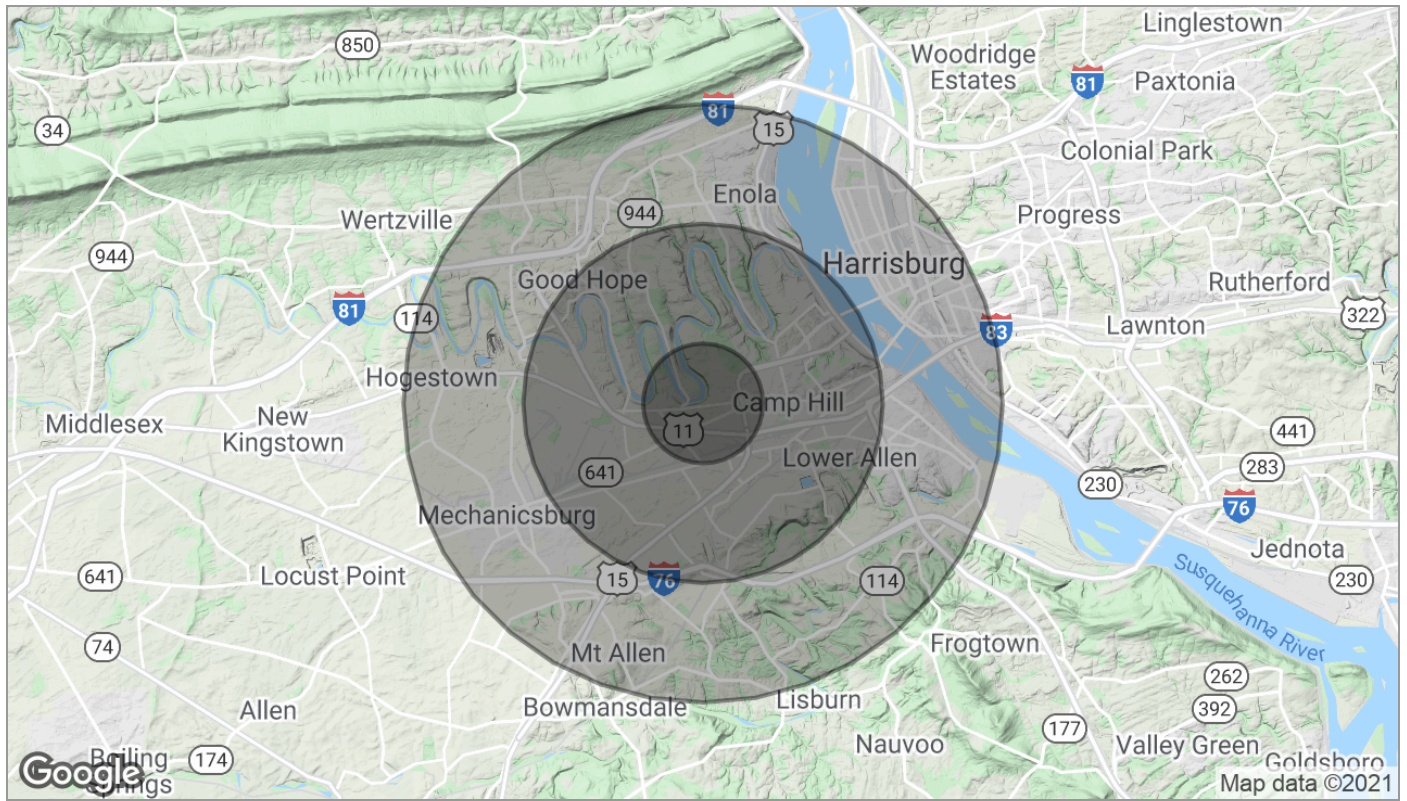 Linglestown
850
Woodridge
Estates
81
Paxtonia
81
34
15
Colonial Park
Enola
944
Wertzville
Progress
944
Harrisburg
Good Hope
Rutherford
81
114
322
83
Lawnton
Hogestown
Camp Hill
New
Kingstown
Middlesex
11
441
Lower Allen
283
641
230
76
Mechanicsburg
Jednota
641
Locust Point
15
76
114
230
Susquehanna River
Frogtown
74
Mt Allen
262
Lisburn
Bowmansdale
Allen
392
177
Nauvoo
Valley Green
174
Boiling
Springs
Goldsboro
Google
Map data ©2021